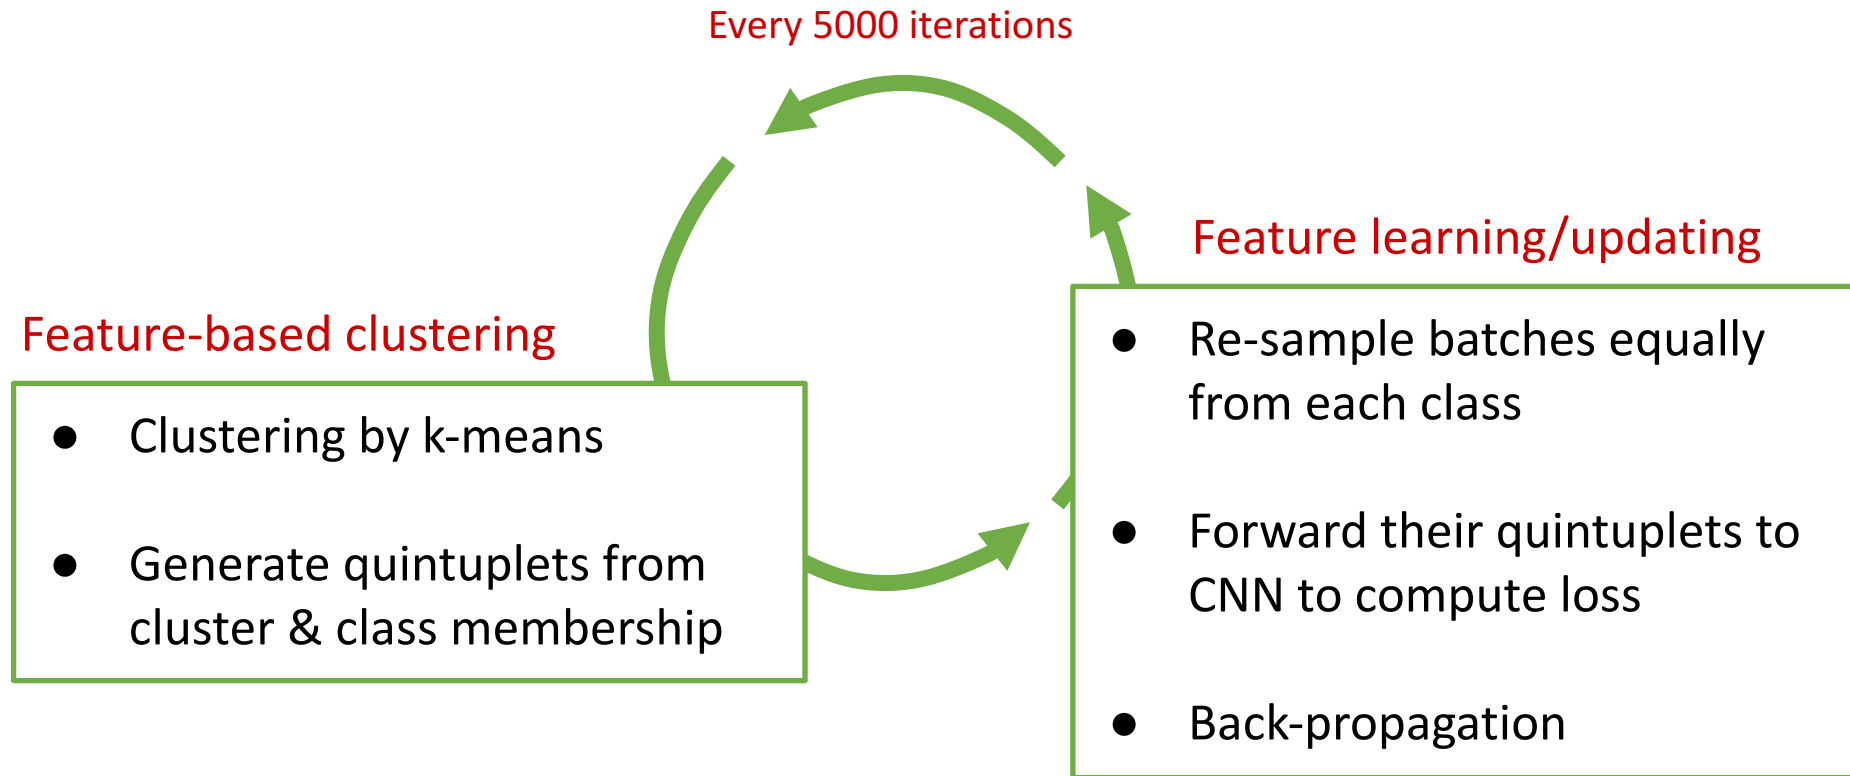 Every 5000 iterations
Feature-based clustering
● Clustering by k-means
● Generate quintuplets from
cluster & class membership
Feature learning/updating
● Re-sample batches equally
from each class
● Forward their quintuplets to
CNN to compute loss
● Back-propagation